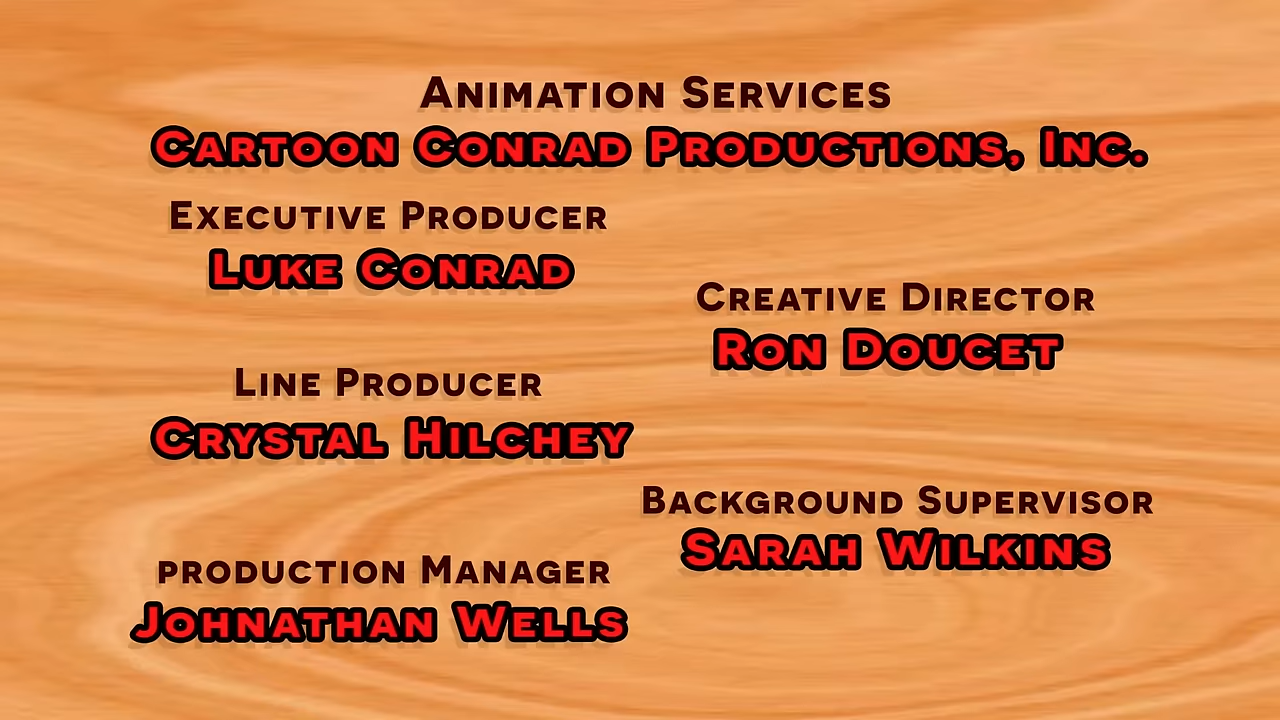 Animation Services
Cartoon Conrad Productions, Inc.
Executive Producer
Luke Conrad
Creative Director
Ron Doucet
Line Producer
Crystal Hilchey
Background Supervisor
Sarah Wilkins
production Manager
Johnathan Wells